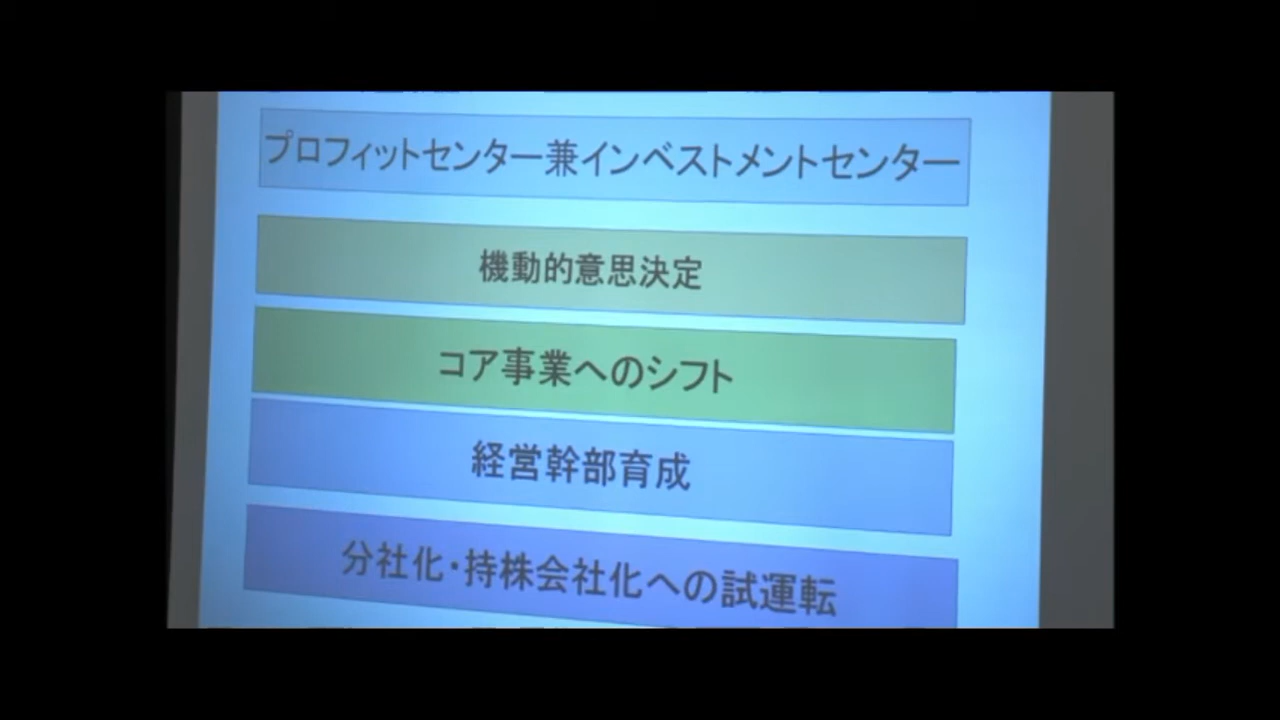 プロフィットセンター兼インベストメントセンター
機動的意思決定
コア事業へのシフト
経営幹部育成
分社化・持株会社化への試運転